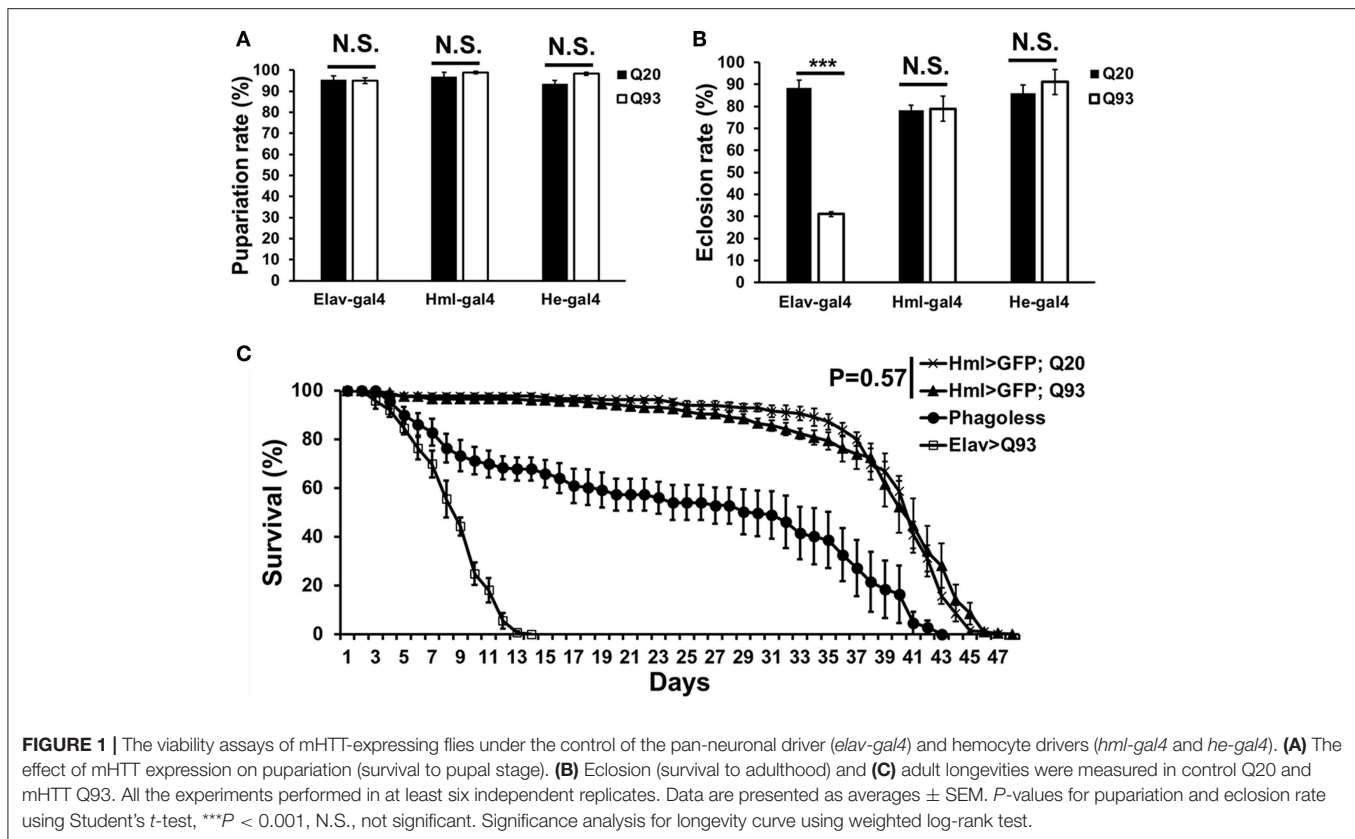 A
N.S.
N.S.
N.S.
Q20
Q93
Pupariation rate (%)
100
90
80
70
60
50
40
30
20
10
0
Elav-gal4 Hml-gal4 He-gal4
B
***
N.S.
N.S.
Q20
Q93
Eclosion rate (%)
100
90
80
70
60
50
40
30
20
10
0
Elav-gal4 Hml-gal4 He-gal4
C
P=0.57
Hml>GFP; Q20
Hml>GFP; Q93
Phagoless
Elav>Q93
Survival (%)
100
80
60
40
20
0
1 3 5 7 9 11 13 15 17 19 21 23 25 27 29 31 33 35 37 39 41 43 45 47
Days
FIGURE 1 | The viability assays of mHTT-expressing flies under the control of the pan-neuronal driver (elav-gal4) and hemocyte drivers (hml-gal4 and he-gal4). (A) The
effect of mHTT expression on pupariation (survival to pupal stage). (B) Eclosion (survival to adulthood) and (C) adult longevities were measured in control Q20 and
mHTT Q93. All the experiments performed in at least six independent replicates. Data are presented as averages ± SEM. P-values for pupariation and eclosion rate
using Student's t-test, ***P < 0.001, N.S., not significant. Significance analysis for longevity curve using weighted log-rank test.